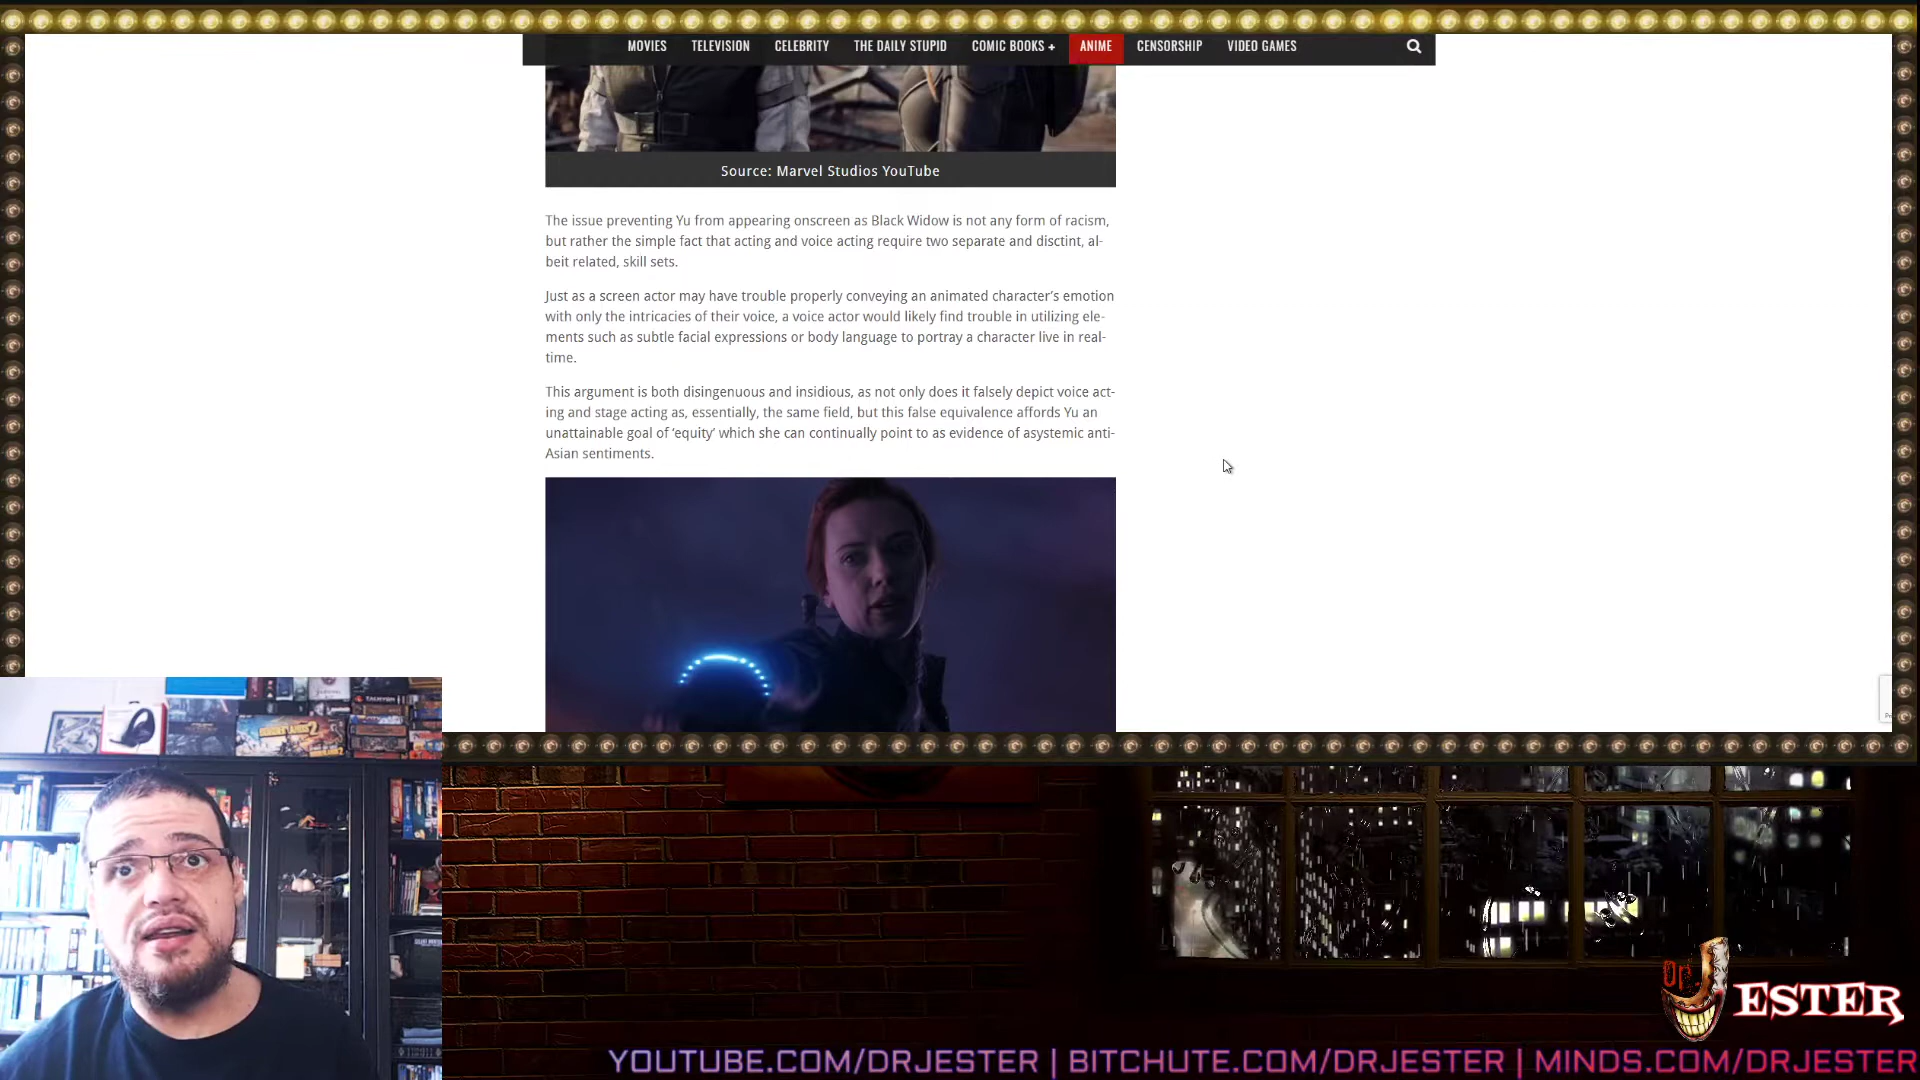 MOVIES TELEVISION CELEBRITY THE DAILY STUPID COMIC BOOKS + ANIME CENSORSHIP VIDEO GAMES
Source: Marvel Studios YouTube
The issue preventing Yu from appearing onscreen as Black Widow is not any form of racism,
but rather the simple fact that acting and voice acting require two separate and disctint, al-
beit related, skill sets.
Just as a screen actor may have trouble properly conveying an animated character's emotion
with only the intricacies of their voice, a voice actor would likely find trouble in utilizing ele-
ments such as subtle facial expressions or body language to portray a character live in real-
time.
This argument is both disingenuous and insidious, as not only does it falsely depict voice act-
ing and stage acting as, essentially, the same field, but this false equivalence affords Yu an
unattainable goal of ‘equity’ which she can continually point to as evidence of asystemic anti-
Asian sentiments.
BORDERLANDS 2
Dr. JESTER
YOUTUBE.COM/DRJESTER | BITCHUTE.COM/DRJESTER | MINDS.COM/DRJESTER